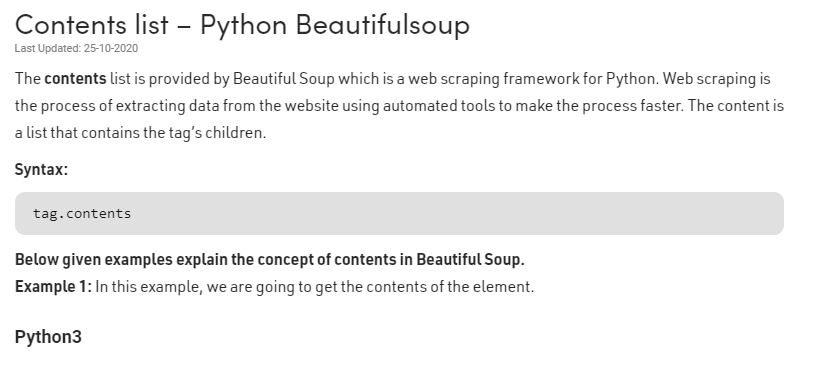 Contents list – Python Beautifulsoup
Last Updated: 25-10-2020
The contents list is provided by Beautiful Soup which is a web scraping framework for Python. Web scraping is
the process of extracting data from the website using automated tools to make the process faster. The content is
a list that contains the tag’s children.
Syntax:
tag.contents
Below given examples explain the concept of contents in Beautiful Soup.
Example 1: In this example, we are going to get the contents of the element.
Python3